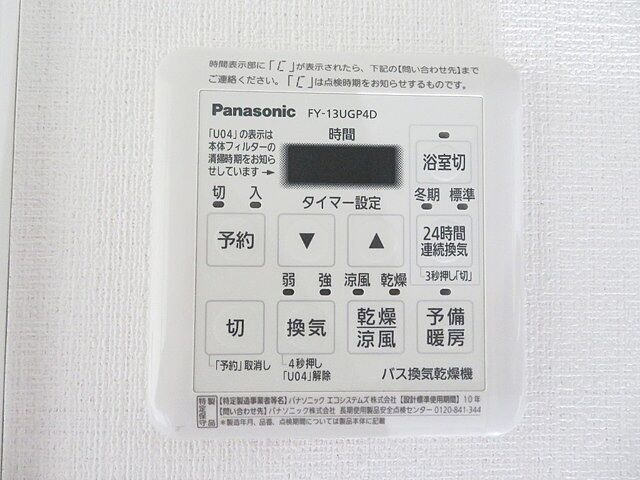 時間表示部に「[」が表示されたら、下記の【問い合わせ先】まで
ご連絡ください。「[」は点検時期をお知らせするものです。
Panasonic FY-13UGP4D
「U04」の表示は
本体フィルターの
清掃時期をお知ら
せしています→
時間
浴室切
切 入
タイマー設定
冬期 標準
予約
▼
▲
24時間
連続換気
3秒押し「切」
弱 強 涼風 乾燥
切
換気
乾燥
涼風
予備
暖房
「予約」取消し
4秒押し
「U04」解除
バス換気乾燥機
特定保守製品
【特定製造事業者等名】パナソニック エコシステムズ株式会社【設計標準使用期間】10年
【問い合わせ先】パナソニック株式会社 長期使用製品安全点検センター 0120-841-344
*製造年月、品番、点検期間については製品本体に記載